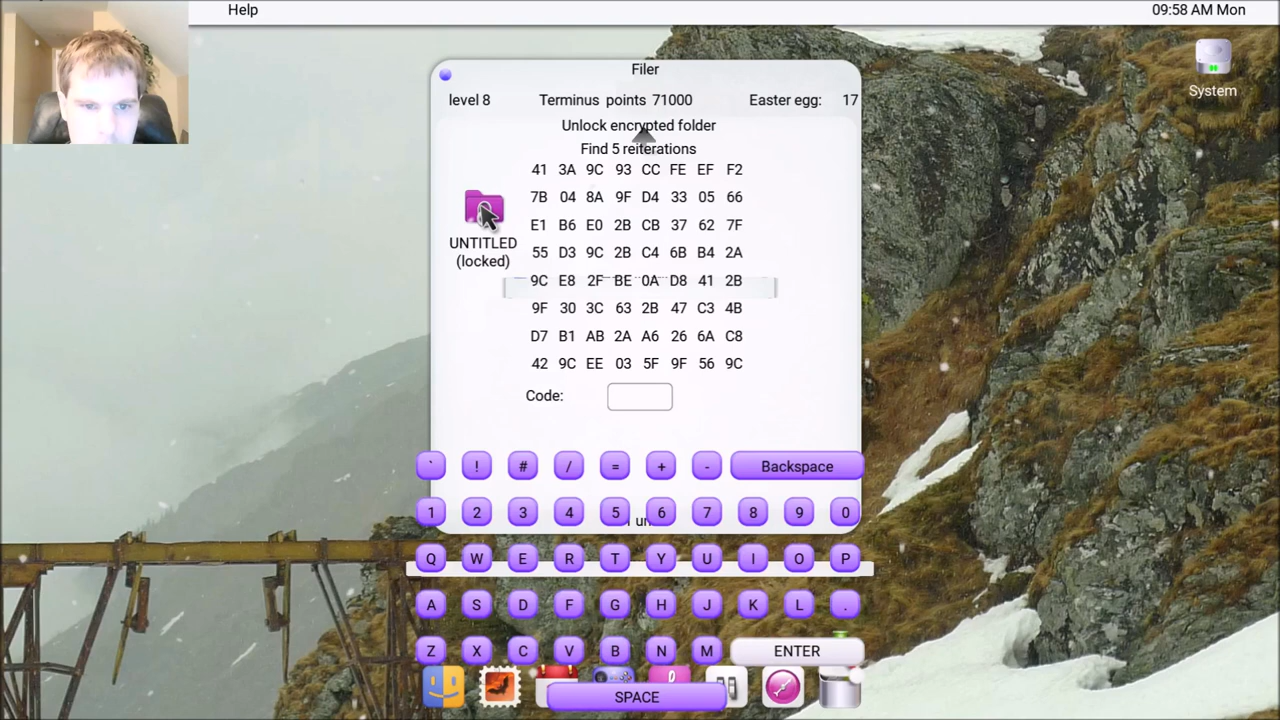 Help 09:58 AM Mon
Filer
level 8 Terminus points 71000 Easter egg: 17
System
Unlock encrypted folder
Find 5 reiterations
41 3A 9C 93 CC FE EF F2
7B 04 8A 9F D4 33 05 66
E1 B6 E0 2B CB 37 62 7F
UNTITLED
(locked)
55 D3 9C 2B C4 6B B4 2A
9C E8 2F BE 0A D8 41 2B
9F 30 3C 63 2B 47 C3 4B
D7 B1 AB 2A A6 26 6A C8
42 9C EE 03 5F 9F 56 9C
Code:
` ! # / = + - Backspace
1 2 3 4 5 6 7 8 9 0
Q W E R T Y U I O P
A S D F G H J K L .
Z X C V B N M ENTER
SPACE